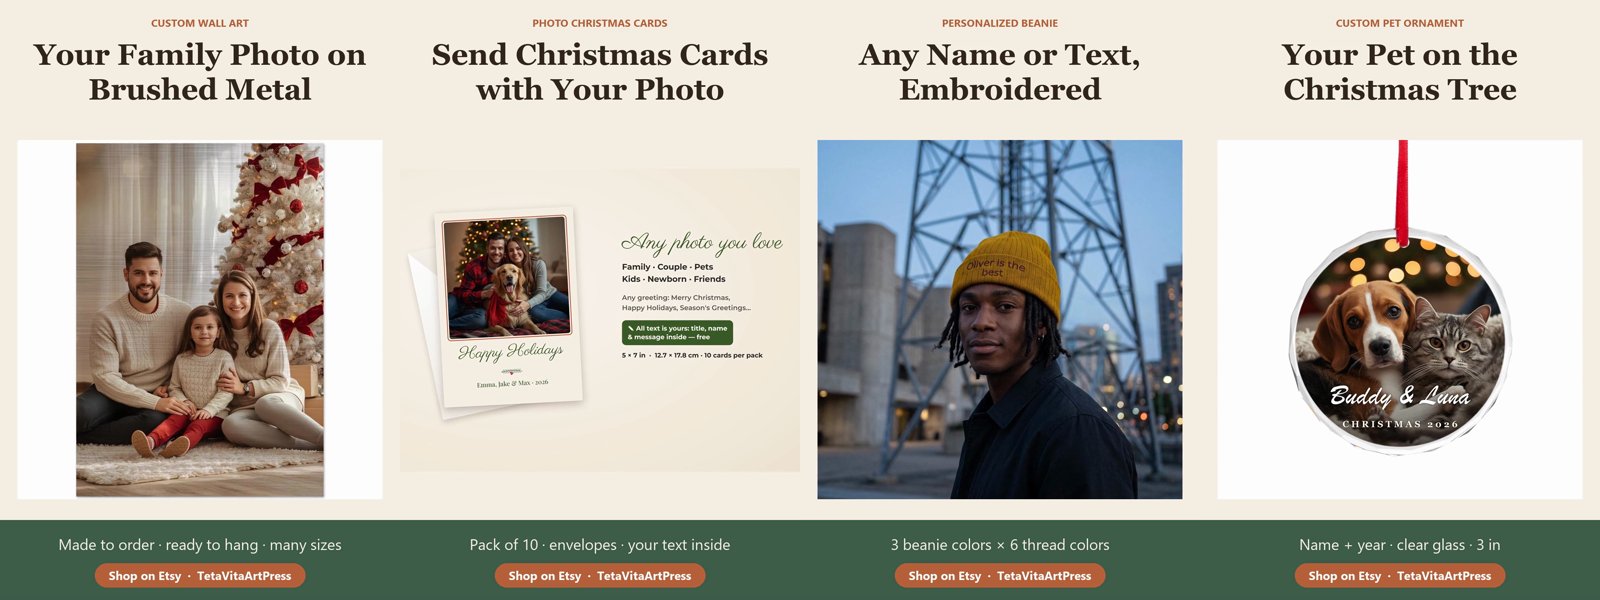 CUSTOM WALL ART
Your Family Photo on
Brushed Metal
Made to order · ready to hang · many sizes
Shop on Etsy · TetaVitaArtPress
PHOTO CHRISTMAS CARDS
Send Christmas Cards
with Your Photo
Happy Holidays
Emma, Jake & Max · 2026
Any photo you love
Family · Couple · Pets
Kids · Newborn · Friends
Any greeting: Merry Christmas,
Happy Holidays, Season's Greetings...
All text is yours: title, name
& message inside — free
5 × 7 in · 12.7 × 17.8 cm · 10 cards per pack
Pack of 10 · envelopes · your text inside
Shop on Etsy · TetaVitaArtPress
PERSONALIZED BEANIE
Any Name or Text,
Embroidered
Oliver is the
best
3 beanie colors × 6 thread colors
Shop on Etsy · TetaVitaArtPress
CUSTOM PET ORNAMENT
Your Pet on the
Christmas Tree
Buddy & Luna
CHRISTMAS 2026
Name + year · clear glass · 3 in
Shop on Etsy · TetaVitaArtPress